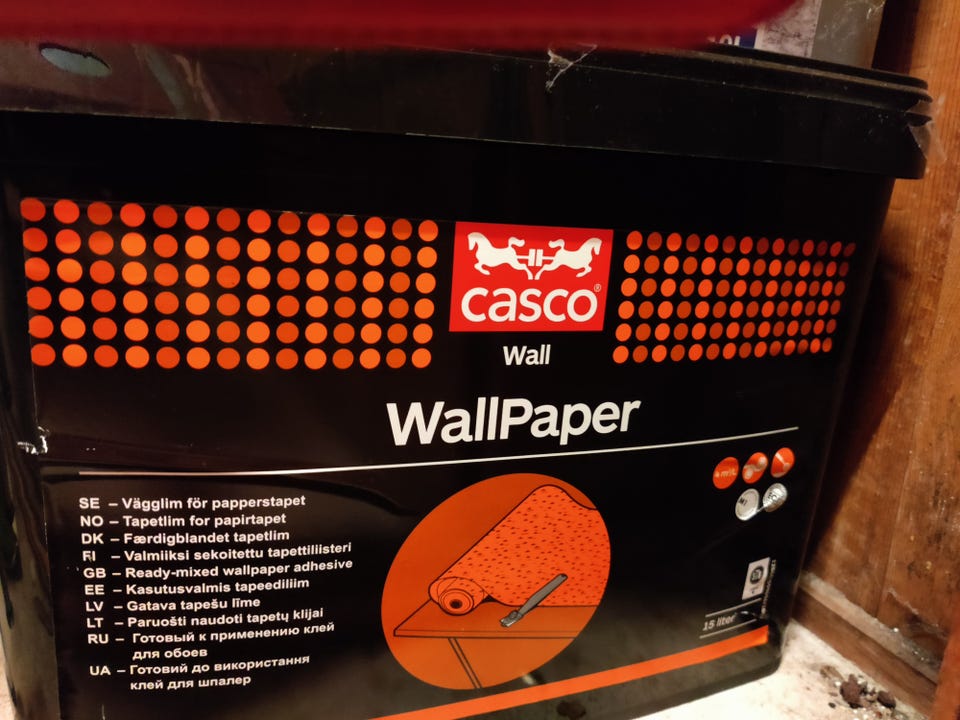 casco®
Wall
WallPaper
4 m²/L
SE – Vägglim för papperstapet
NO – Tapetlim for papirtapet
DK – Færdigblandet tapetlim
FI – Valmiiksi sekoitettu tapettiliisteri
GB – Ready-mixed wallpaper adhesive
EE – Kasutusvalmis tapeediliim
LV – Gatava tapešu līme
LT – Paruošti naudoti tapetų klijai
RU – Готовый к применению клей
для обоев
UA – Готовий до використання
клей для шпалер
15 liter